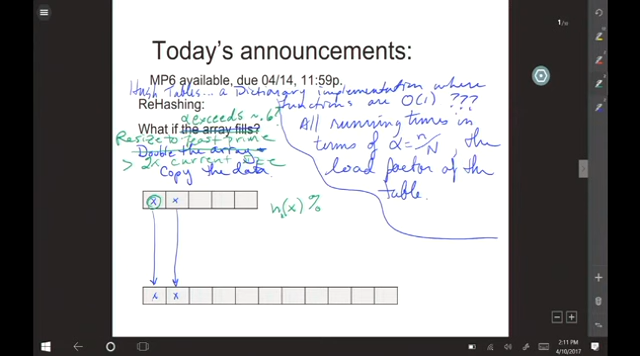 Today's announcements:
MP6 available, due 04/14, 11:59p.
Hash Tables... a Dictionary implementation where
functions are O(1) ???
ReHashing:
α exceeds ~.6?
What if the array fills?
Resize to least prime
Double the array
> 2x current size
Copy the data
All running times in
terms of α = n/N, the
load factor of the
table.
x x
h(x) %
x x
1/
2:11 PM
4/10/2017